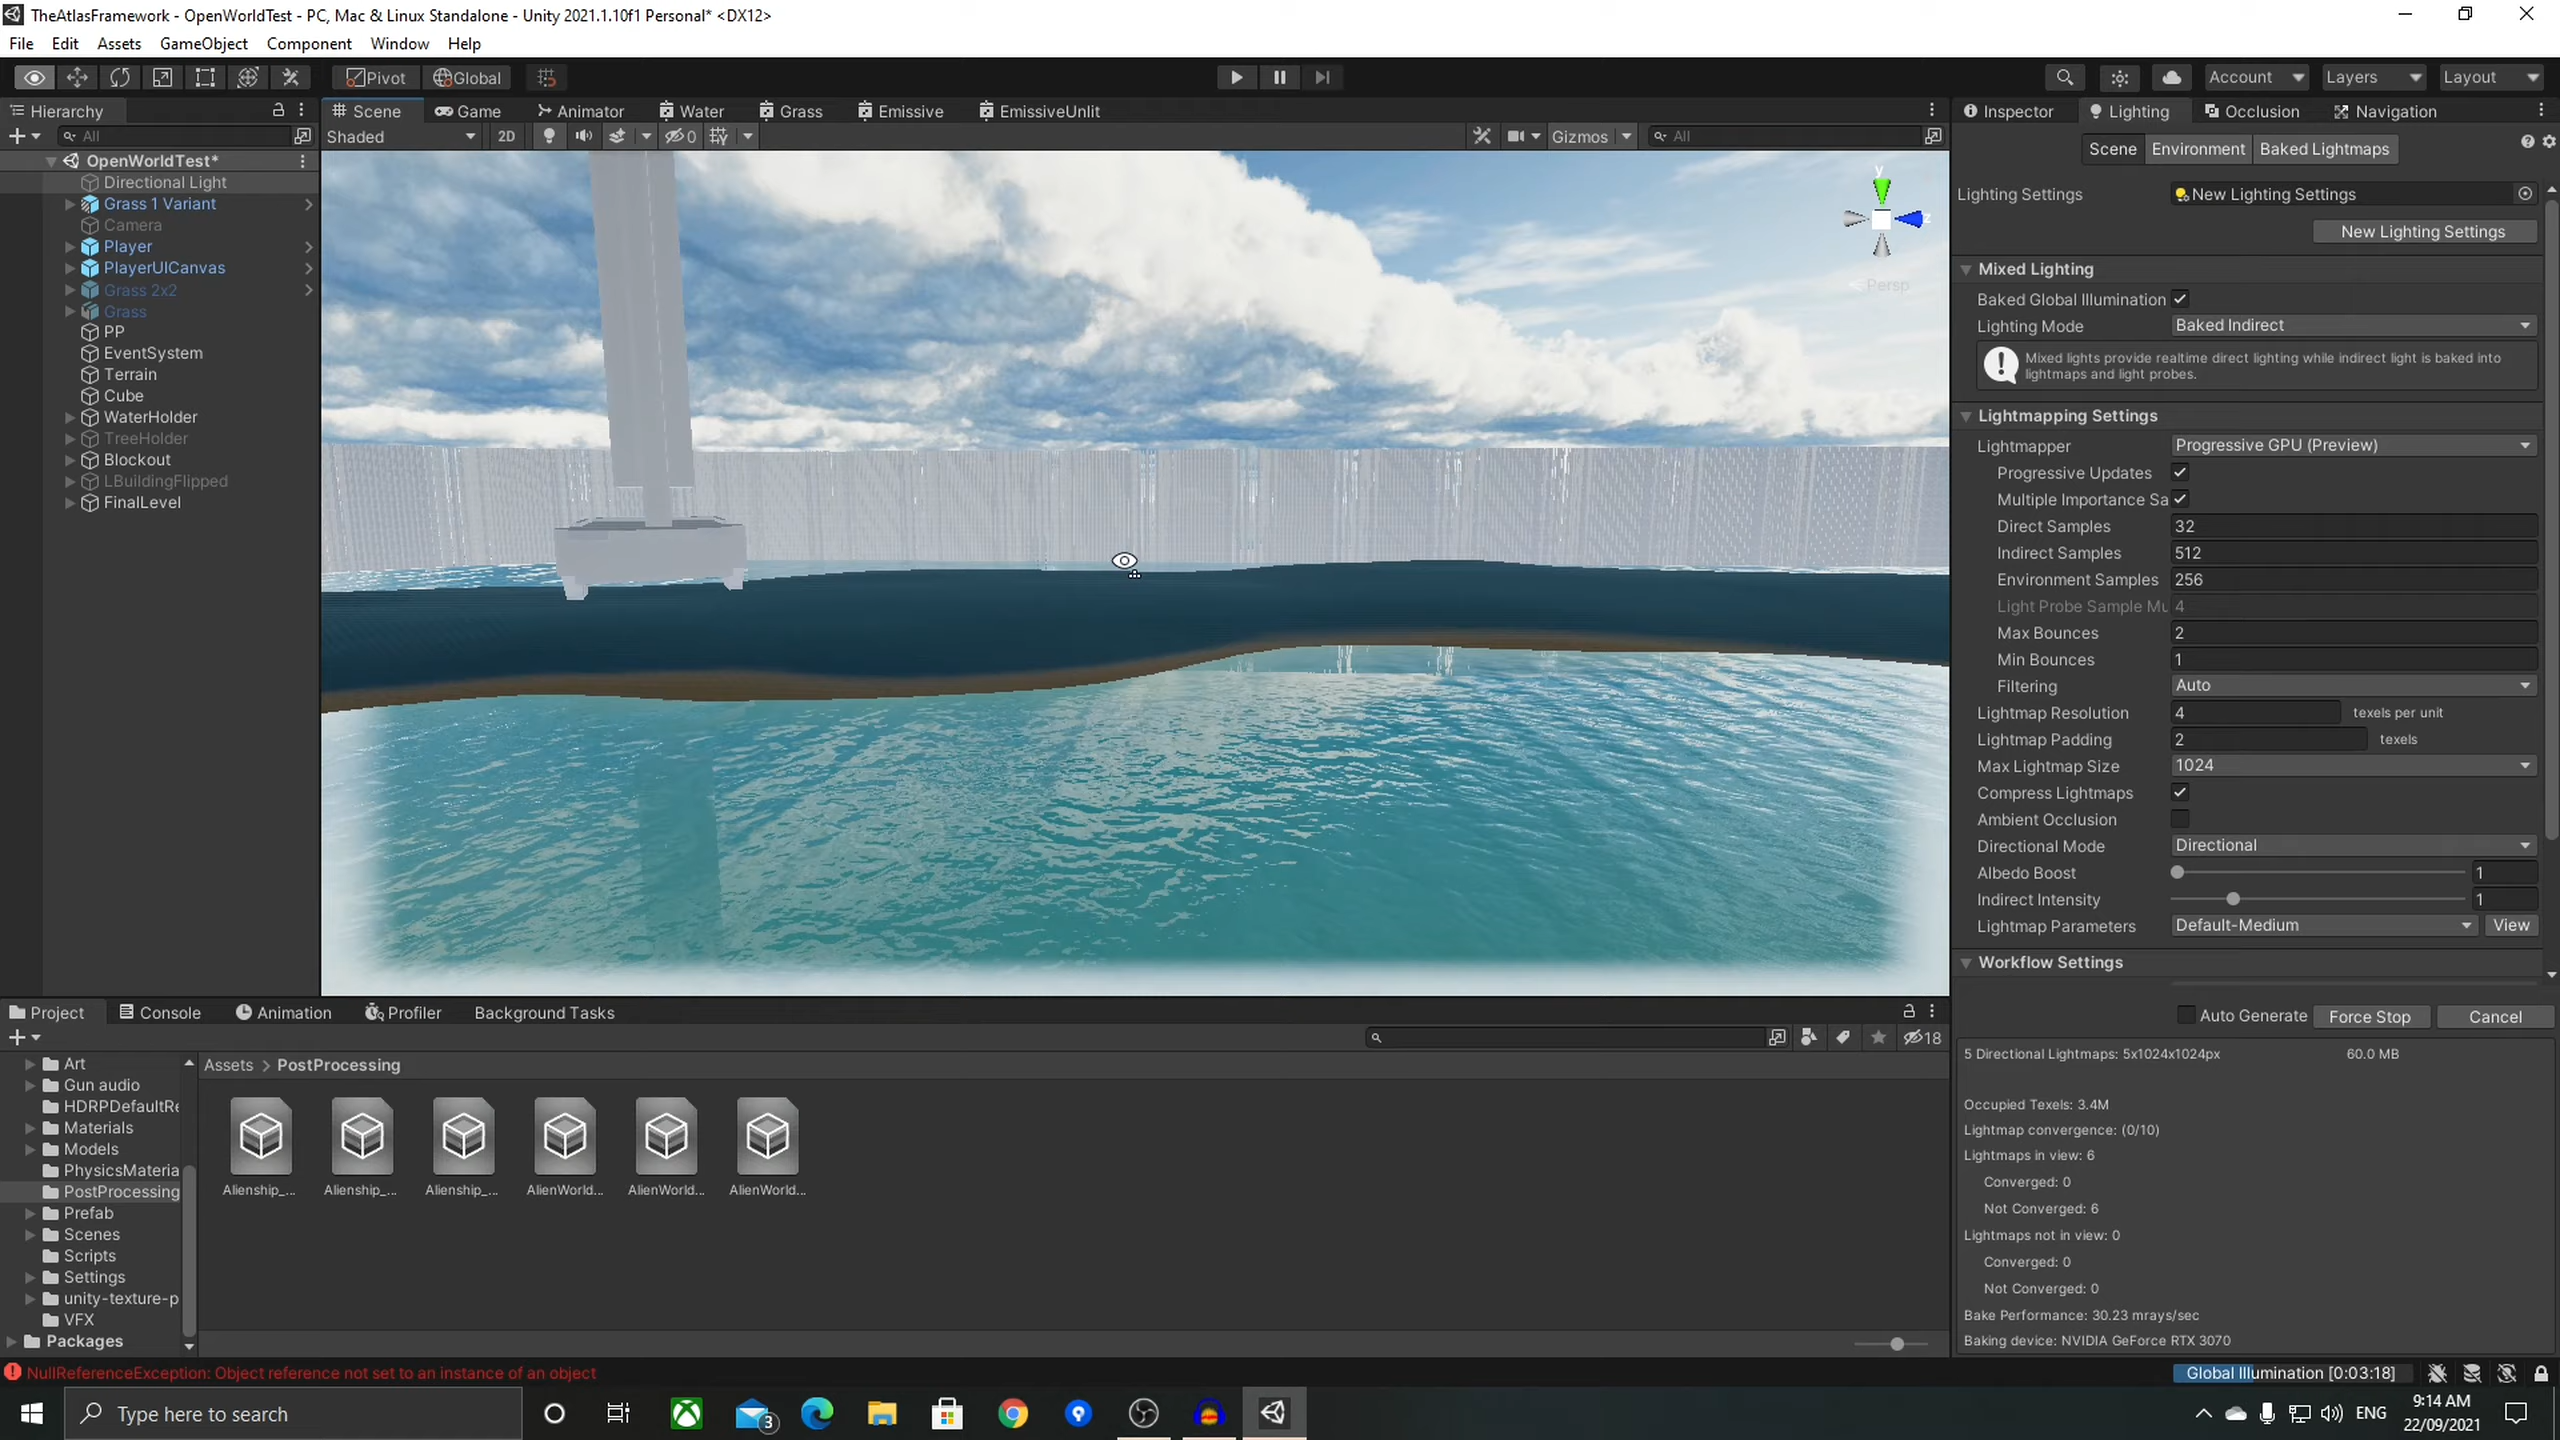 TheAtlasFramework - OpenWorldTest - PC, Mac & Linux Standalone - Unity 2021.1.10f1 Personal* <DX12>
File Edit Assets GameObject Component Window Help
Pivot Global Account Layers Layout
Hierarchy
All
OpenWorldTest*
Directional Light
Grass 1 Variant
Camera
Player
PlayerUICanvas
Grass 2x2
Grass
PP
EventSystem
Terrain
Cube
WaterHolder
TreeHolder
Blockout
LBuildingFlipped
FinalLevel
Scene Game Animator Water Grass Emissive EmissiveUnlit
Shaded 2D 0 Gizmos All
y
z
Persp
Inspector Lighting Occlusion Navigation
Scene Environment Baked Lightmaps
Lighting Settings New Lighting Settings
New Lighting Settings
Mixed Lighting
Baked Global Illumination
Lighting Mode Baked Indirect
Mixed lights provide realtime direct lighting while indirect light is baked into
lightmaps and light probes.
Lightmapping Settings
Lightmapper Progressive GPU (Preview)
Progressive Updates
Multiple Importance Sa
Direct Samples 32
Indirect Samples 512
Environment Samples 256
Light Probe Sample Mu 4
Max Bounces 2
Min Bounces 1
Filtering Auto
Lightmap Resolution 4 texels per unit
Lightmap Padding 2 texels
Max Lightmap Size 1024
Compress Lightmaps
Ambient Occlusion
Directional Mode Directional
Albedo Boost 1
Indirect Intensity 1
Lightmap Parameters Default-Medium View
Workflow Settings
Auto Generate Force Stop Cancel
5 Directional Lightmaps: 5x1024x1024px 60.0 MB
Occupied Texels: 3.4M
Lightmap convergence: (0/10)
Lightmaps in view: 6
Converged: 0
Not Converged: 6
Lightmaps not in view: 0
Converged: 0
Not Converged: 0
Bake Performance: 30.23 mrays/sec
Baking device: NVIDIA GeForce RTX 3070
Project Console Animation Profiler Background Tasks
18
Art
Gun audio
HDRPDefaultRe
Materials
Models
PhysicsMateria
PostProcessing
Prefab
Scenes
Scripts
Settings
unity-texture-p
VFX
Packages
Assets > PostProcessing
Alienship_... Alienship_... Alienship_... AlienWorld... AlienWorld... AlienWorld...
NullReferenceException: Object reference not set to an instance of an object
Global Illumination [0:03:18]
Type here to search
3
ENG
9:14 AM
22/09/2021